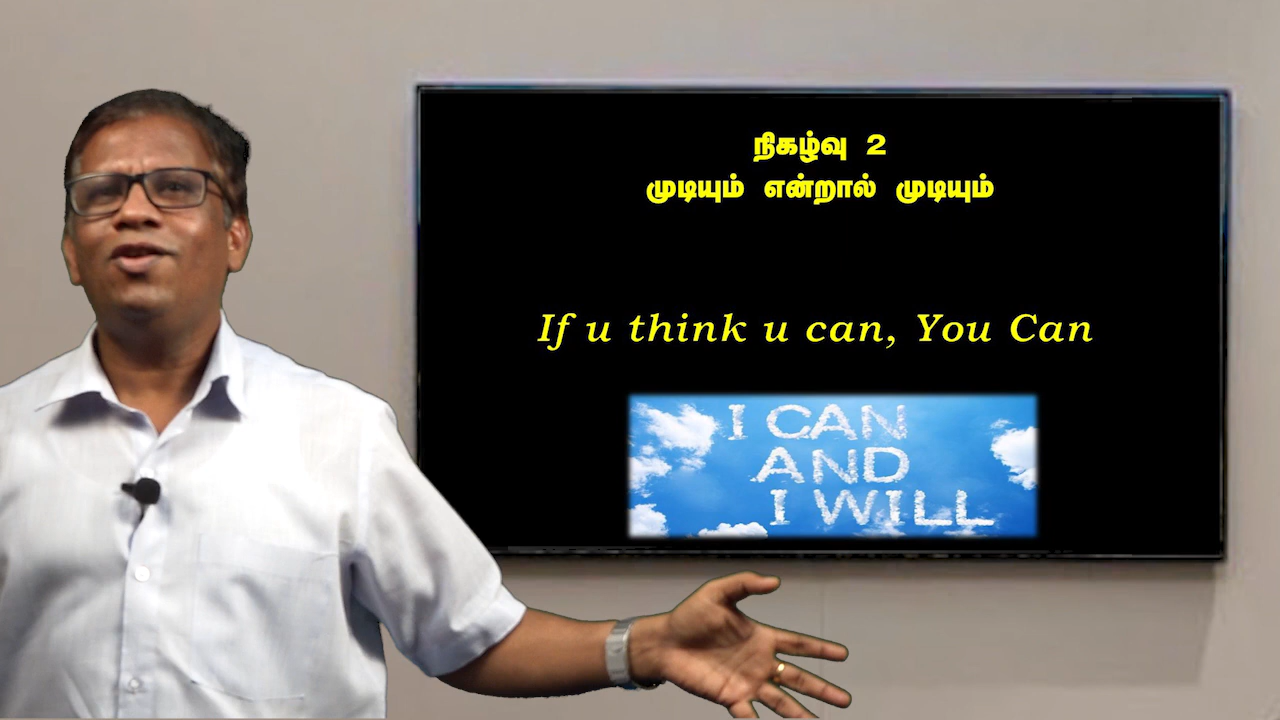 நிகழ்வு 2
முடியும் என்றால் முடியும்
If u think u can, You Can
I CAN
AND
I WILL